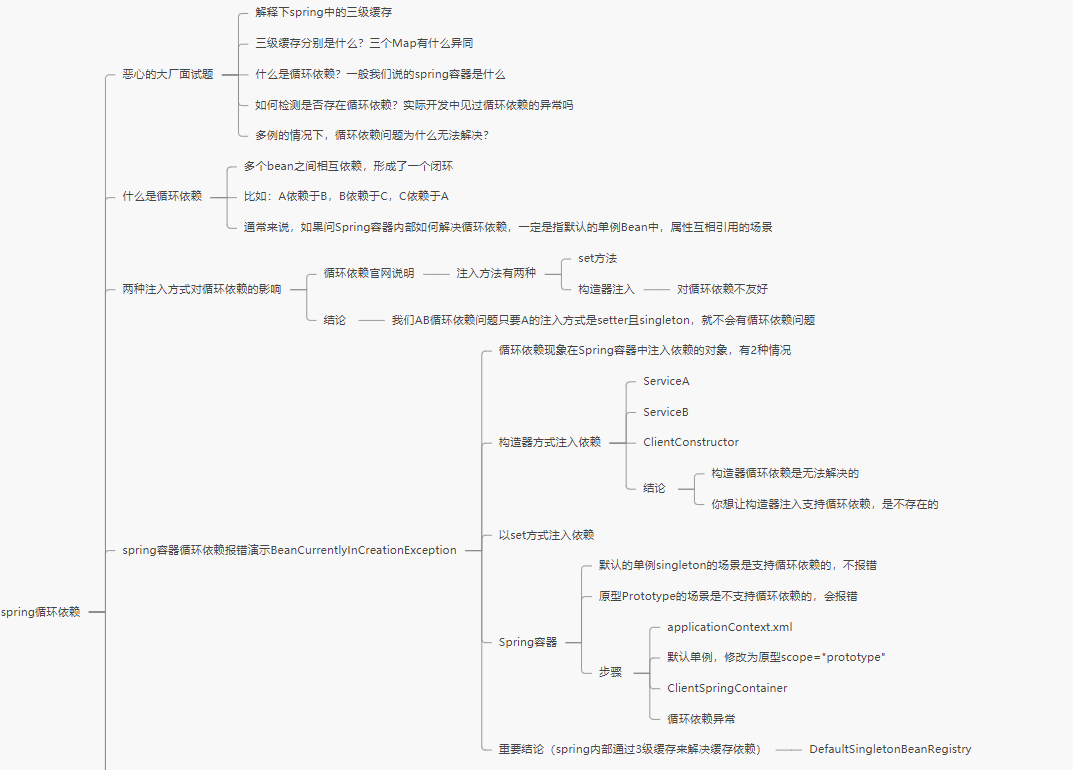 spring循环依赖
恶心的大厂面试题
解释下spring中的三级缓存
三级缓存分别是什么？三个Map有什么异同
什么是循环依赖？一般我们说的spring容器是什么
如何检测是否存在循环依赖？实际开发中见过循环依赖的异常吗
多例的情况下，循环依赖问题为什么无法解决？
什么是循环依赖
多个bean之间相互依赖，形成了一个闭环
比如：A依赖于B，B依赖于C，C依赖于A
通常来说，如果问Spring容器内部如何解决循环依赖，一定是指默认的单例Bean中，属性互相引用的场景
两种注入方式对循环依赖的影响
循环依赖官网说明
注入方法有两种
set方法
构造器注入
对循环依赖不友好
结论
我们AB循环依赖问题只要A的注入方式是setter且singleton，就不会有循环依赖问题
spring容器循环依赖报错演示BeanCurrentlyInCreationException
循环依赖现象在Spring容器中注入依赖的对象，有2种情况
构造器方式注入依赖
ServiceA
ServiceB
ClientConstructor
结论
构造器循环依赖是无法解决的
你想让构造器注入支持循环依赖，是不存在的
以set方式注入依赖
Spring容器
默认的单例singleton的场景是支持循环依赖的，不报错
原型Prototype的场景是不支持循环依赖的，会报错
步骤
applicationContext.xml
默认单例，修改为原型scope="prototype"
ClientSpringContainer
循环依赖异常
重要结论（spring内部通过3级缓存来解决缓存依赖）
DefaultSingletonBeanRegistry